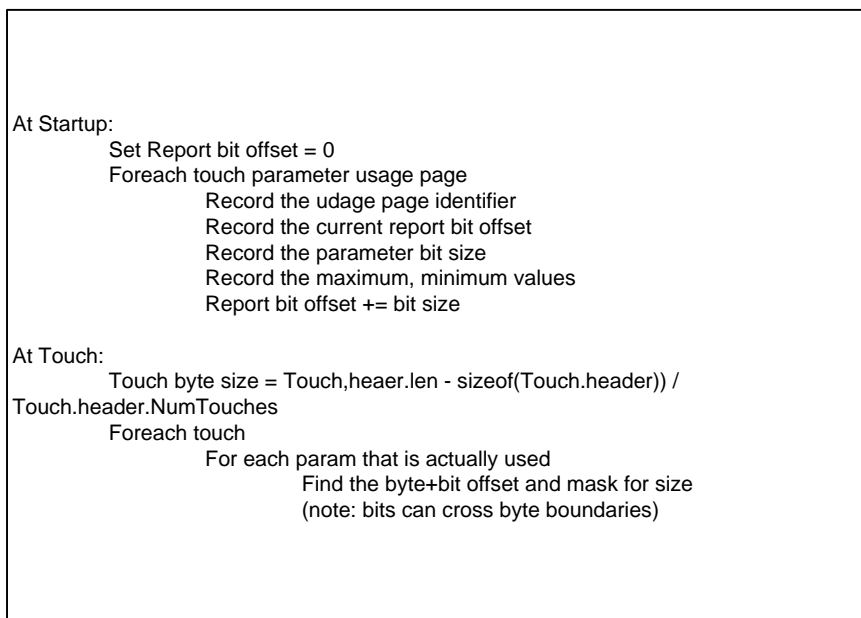 At Startup:
Set Report bit offset = 0
Foreach touch parameter usage page
Record the udage page identifier
Record the current report bit offset
Record the parameter bit size
Record the maximum, minimum values
Report bit offset += bit size
At Touch:
Touch byte size = Touch,heaer.len - sizeof(Touch.header)) /
Touch.header.NumTouches
Foreach touch
For each param that is actually used
Find the byte+bit offset and mask for size
(note: bits can cross byte boundaries)